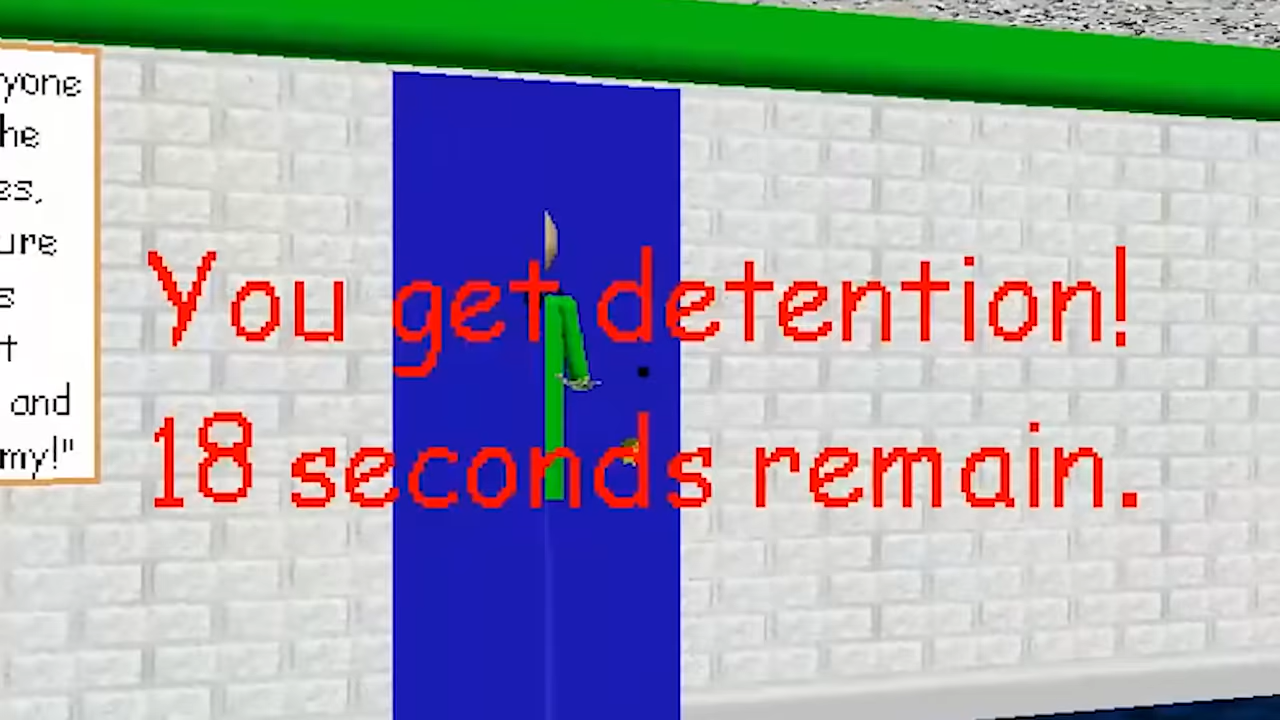 yone
he
es,
ure
s
t
and
my!"
You get detention!
18 seconds remain.